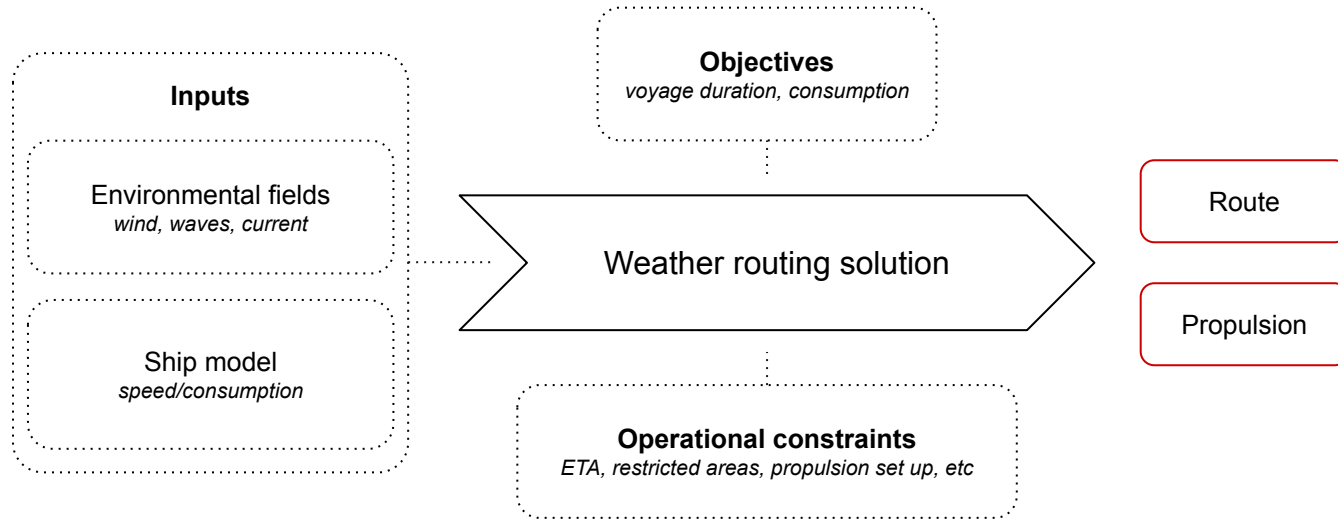 Inputs
Environmental fields
wind, waves, current
Ship model
speed/consumption
Objectives
voyage duration, consumption
Weather routing solution
Operational constraints
ETA, restricted areas, propulsion set up, etc
Route
Propulsion